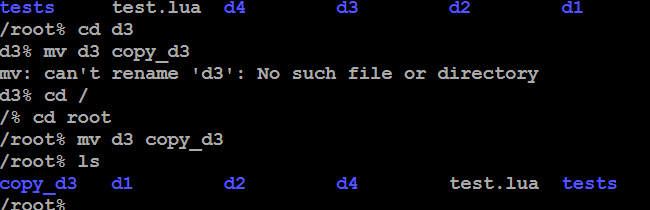 tests test.lua d4 d3 d2 d1
/root% cd d3
d3% mv d3 copy_d3
mv: can't rename 'd3': No such file or directory
d3% cd /
/% cd root
/root% mv d3 copy_d3
/root% ls
copy_d3 d1 d2 d4 test.lua tests
/root%